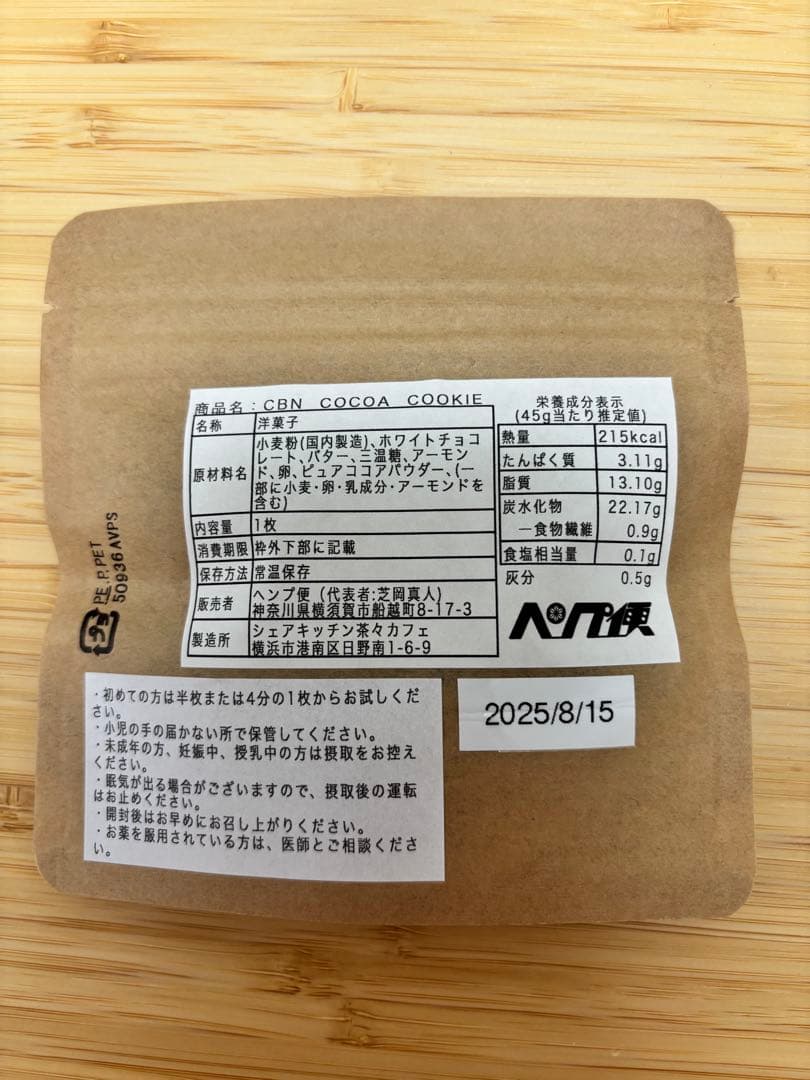 商品名：CBN COCOA COOKIE
名称 洋菓子
原材料名 小麦粉(国内製造)、ホワイトチョコ
レート、バター、三温糖、アーモン
ド、卵、ピュアココアパウダー、(一
部に小麦・卵・乳成分・アーモンドを
含む)
内容量 1枚
消費期限 枠外下部に記載
保存方法 常温保存
販売者 ヘンプ便（代表者:芝岡真人）
神奈川県横須賀市船越町8-17-3
製造所 シェアキッチン茶々カフェ
横浜市港南区日野南1-6-9
栄養成分表示
(45g当たり推定値)
熱量 215kcal
たんぱく質 3.11g
脂質 13.10g
炭水化物 22.17g
ー食物繊維 0.9g
食塩相当量 0.1g
灰分 0.5g
ヘンプ便
PE,P,PET
50936AVPS
・初めての方は半枚または4分の1枚からお試しくだ
さい。
・小児の手の届かない所で保管してください。
・未成年の方、妊娠中、授乳中の方は摂取をお控え
ください。
・眠気が出る場合がございますので、摂取後の運転
はお止めください。
・開封後はお早めにお召し上がりください。
・お薬を服用されている方は、医師とご相談くださ
い。
2025/8/15